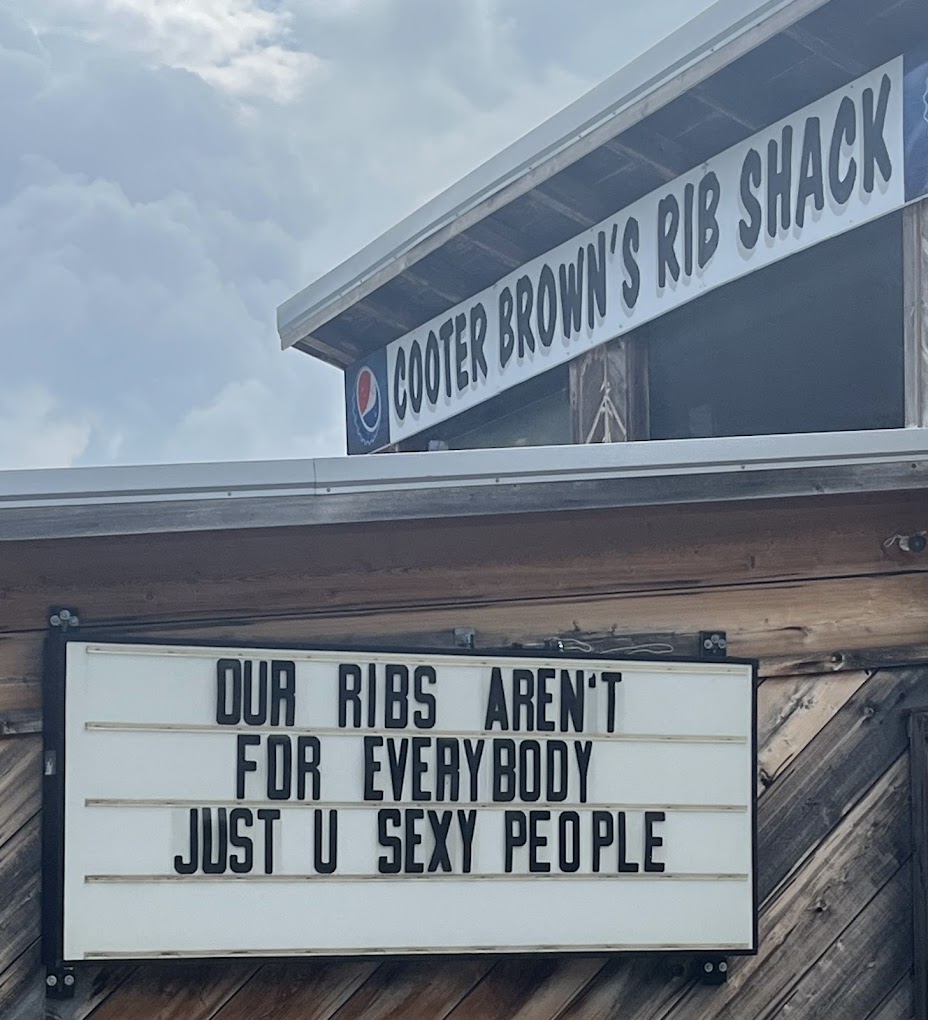 COOTER BROWN'S RIB SHACK
OUR RIBS AREN'T
FOR EVERYBODY
JUST U SEXY PEOPLE